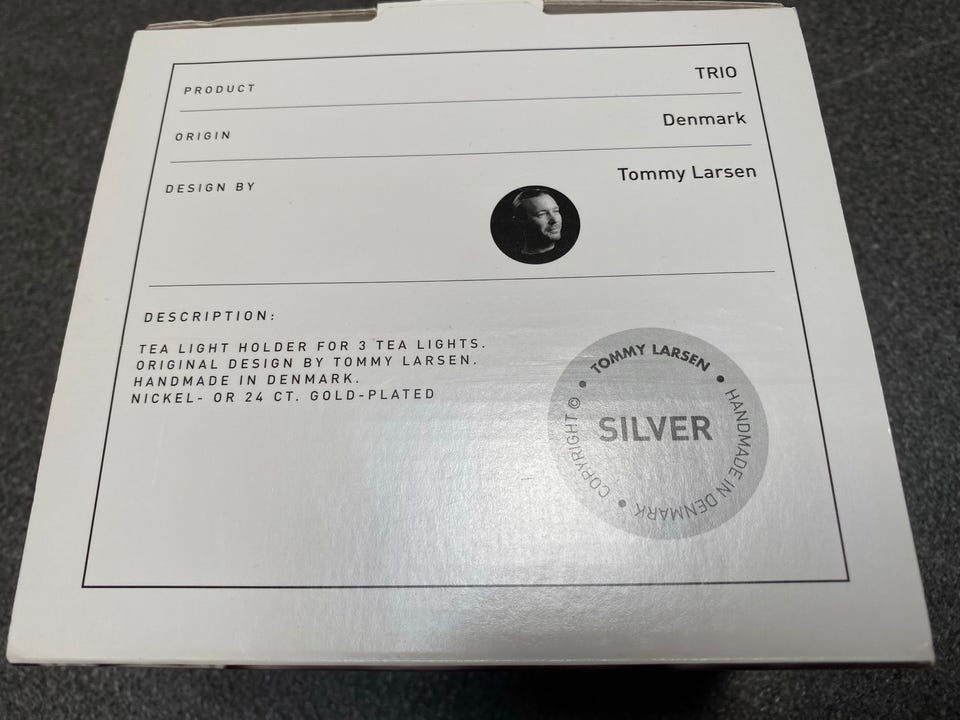 PRODUCT TRIO
ORIGIN Denmark
DESIGN BY Tommy Larsen
DESCRIPTION:
TEA LIGHT HOLDER FOR 3 TEA LIGHTS.
ORIGINAL DESIGN BY TOMMY LARSEN.
HANDMADE IN DENMARK.
NICKEL- OR 24 CT. GOLD-PLATED
• TOMMY LARSEN • HANDMADE IN DENMARK • COPYRIGHT ©
SILVER